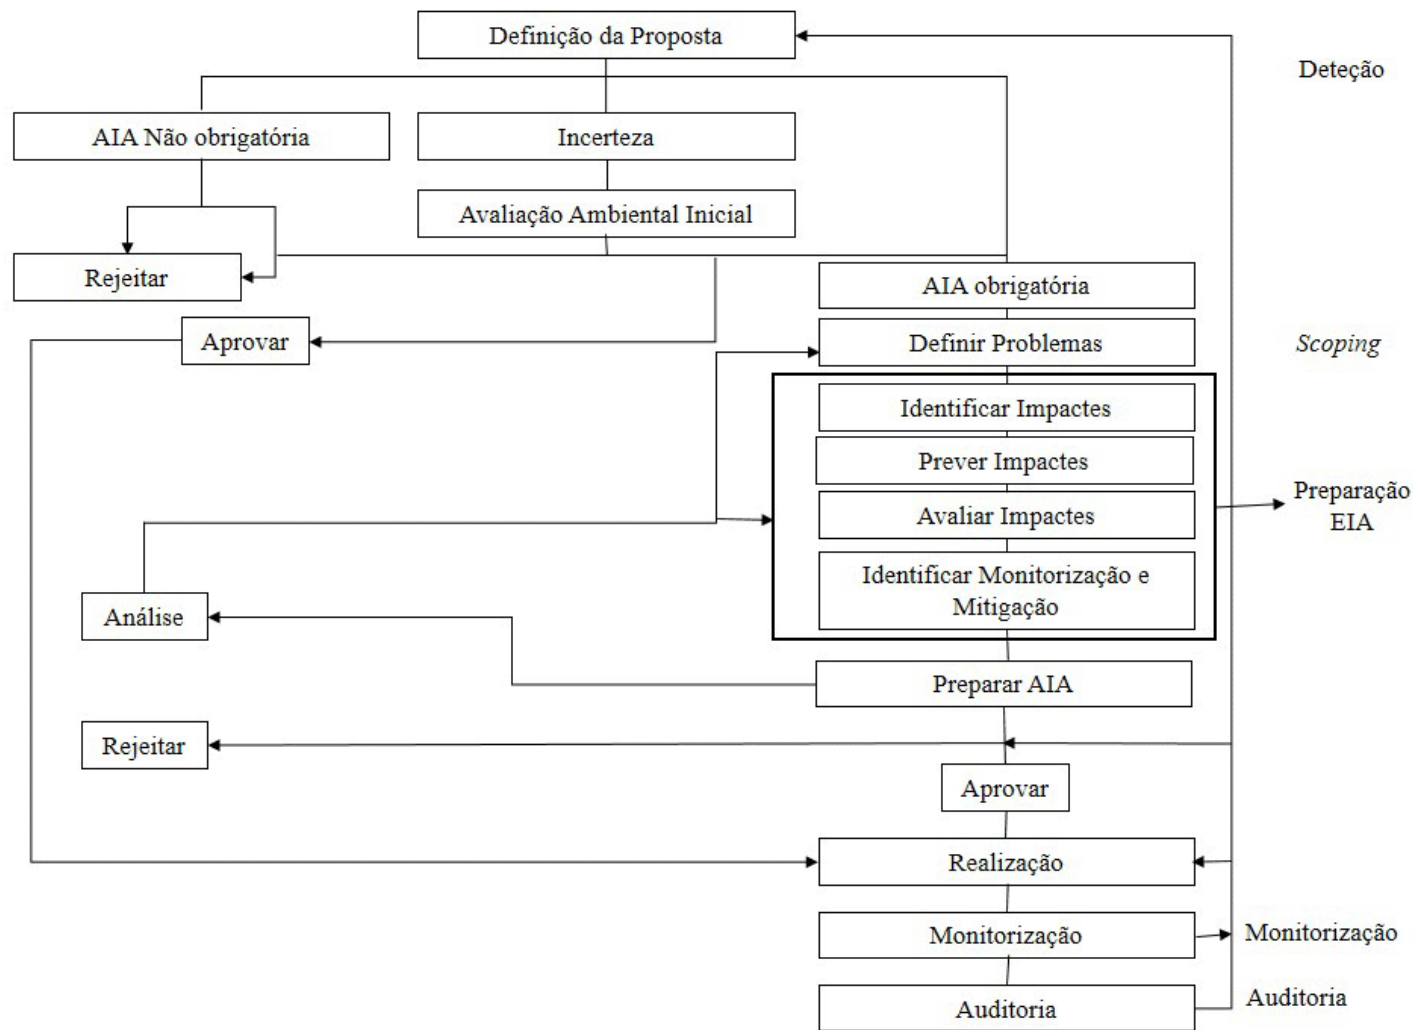 Definição da Proposta
Deteção
AIA Não obrigatória
Incerteza
Avaliação Ambiental Inicial
Rejeitar
AIA obrigatória
Aprovar
Definir Problemas
Scoping
Identificar Impactes
Prever Impactes
Avaliar Impactes
Preparação
EIA
Identificar Monitorização e
Mitigação
Análise
Preparar AIA
Rejeitar
Aprovar
Realização
Monitorização
Monitorização
Auditoria
Auditoria